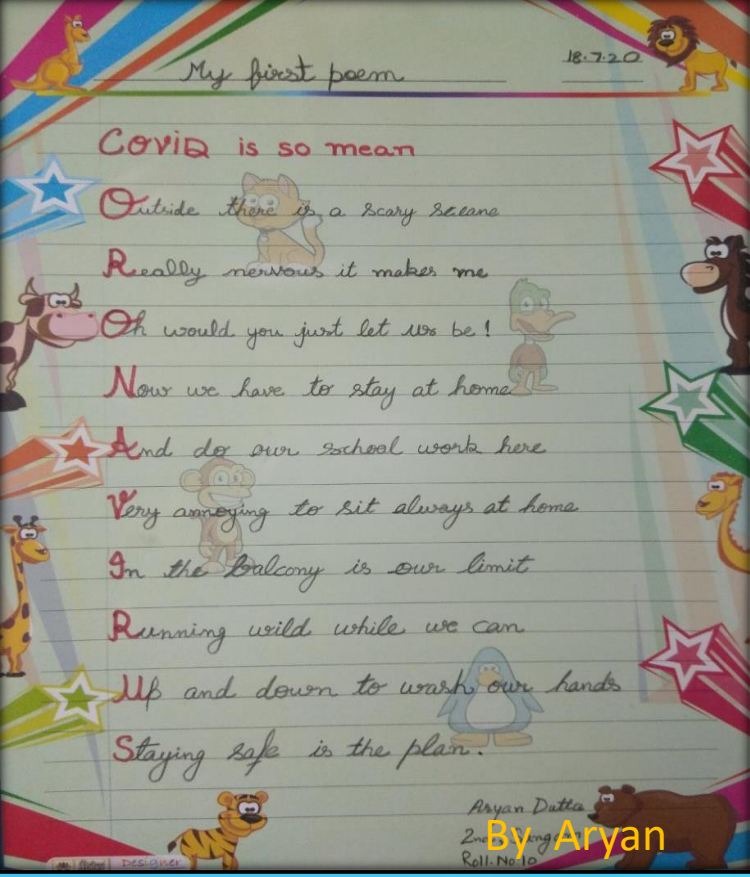 My first poem
18.7.20
COVID is so mean
Outside there is a scary sceane
Really nervous it makes me
Oh would you just let us be!
Now we have to stay at home
And do our school work here
Very annoying to sit always at home
In the balcony is our limit
Running wild while we can
Up and down to wash our hands
Staying safe is the plan.
Aryan Dutta
By Aryan
Roll.No-10
Designer